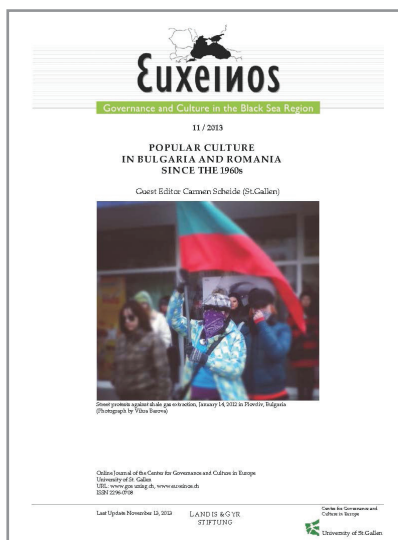 Euxeinos
Governance and Culture in the Black Sea Region
11 / 2013
POPULAR CULTURE
IN BULGARIA AND ROMANIA
SINCE THE 1960s
Guest Editor Carmen Scheide (St.Gallen)
Street protests against shale gas extraction, January 14, 2012 in Plovdiv, Bulgaria
(Photograph by Vihra Barova)
Online Journal of the Center for Governance and Culture in Europe
University of St. Gallen
URL: www.gce.unisg.ch, www.euxeinos.ch
ISSN 2296-0708
Last Update November 13, 2013
LANDIS & GYR
STIFTUNG
Center for Governance and
Culture in Europe
University of St.Gallen